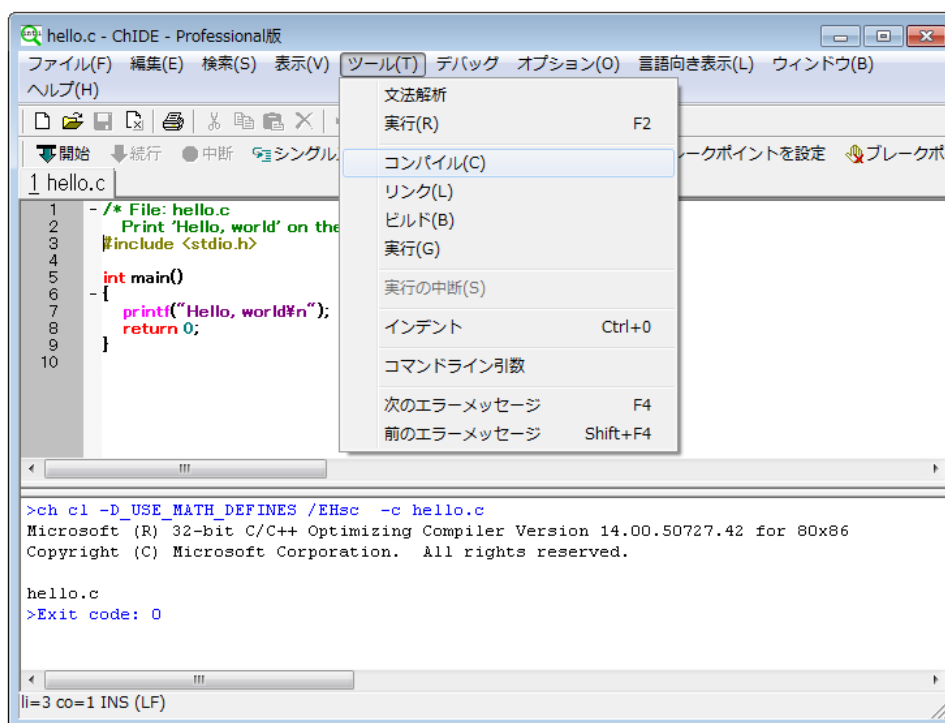 hello.c - ChIDE - Professional版
ファイル(F) 編集(E) 検索(S) 表示(V) ツール(T) デバッグ オプション(O) 言語向き表示(L) ウィンドウ(B)
ヘルプ(H)
文法解析
実行(R) F2
コンパイル(C)
リンク(L)
ビルド(B)
実行(G)
実行の中断(S)
インデント Ctrl+0
コマンドライン引数
次のエラーメッセージ F4
前のエラーメッセージ Shift+F4
開始 続行 中断 シングル ークポイントを設定 ブレークポ
1 hello.c
1 - /* File: hello.c
2 Print 'Hello, world' on the
3 #include <stdio.h>
4
5 int main()
6 - {
7 printf("Hello, world¥n");
8 return 0;
9 }
10
>ch cl -D_USE_MATH_DEFINES /EHsc -c hello.c
Microsoft (R) 32-bit C/C++ Optimizing Compiler Version 14.00.50727.42 for 80x86
Copyright (C) Microsoft Corporation. All rights reserved.
hello.c
>Exit code: 0
li=3 co=1 INS (LF)